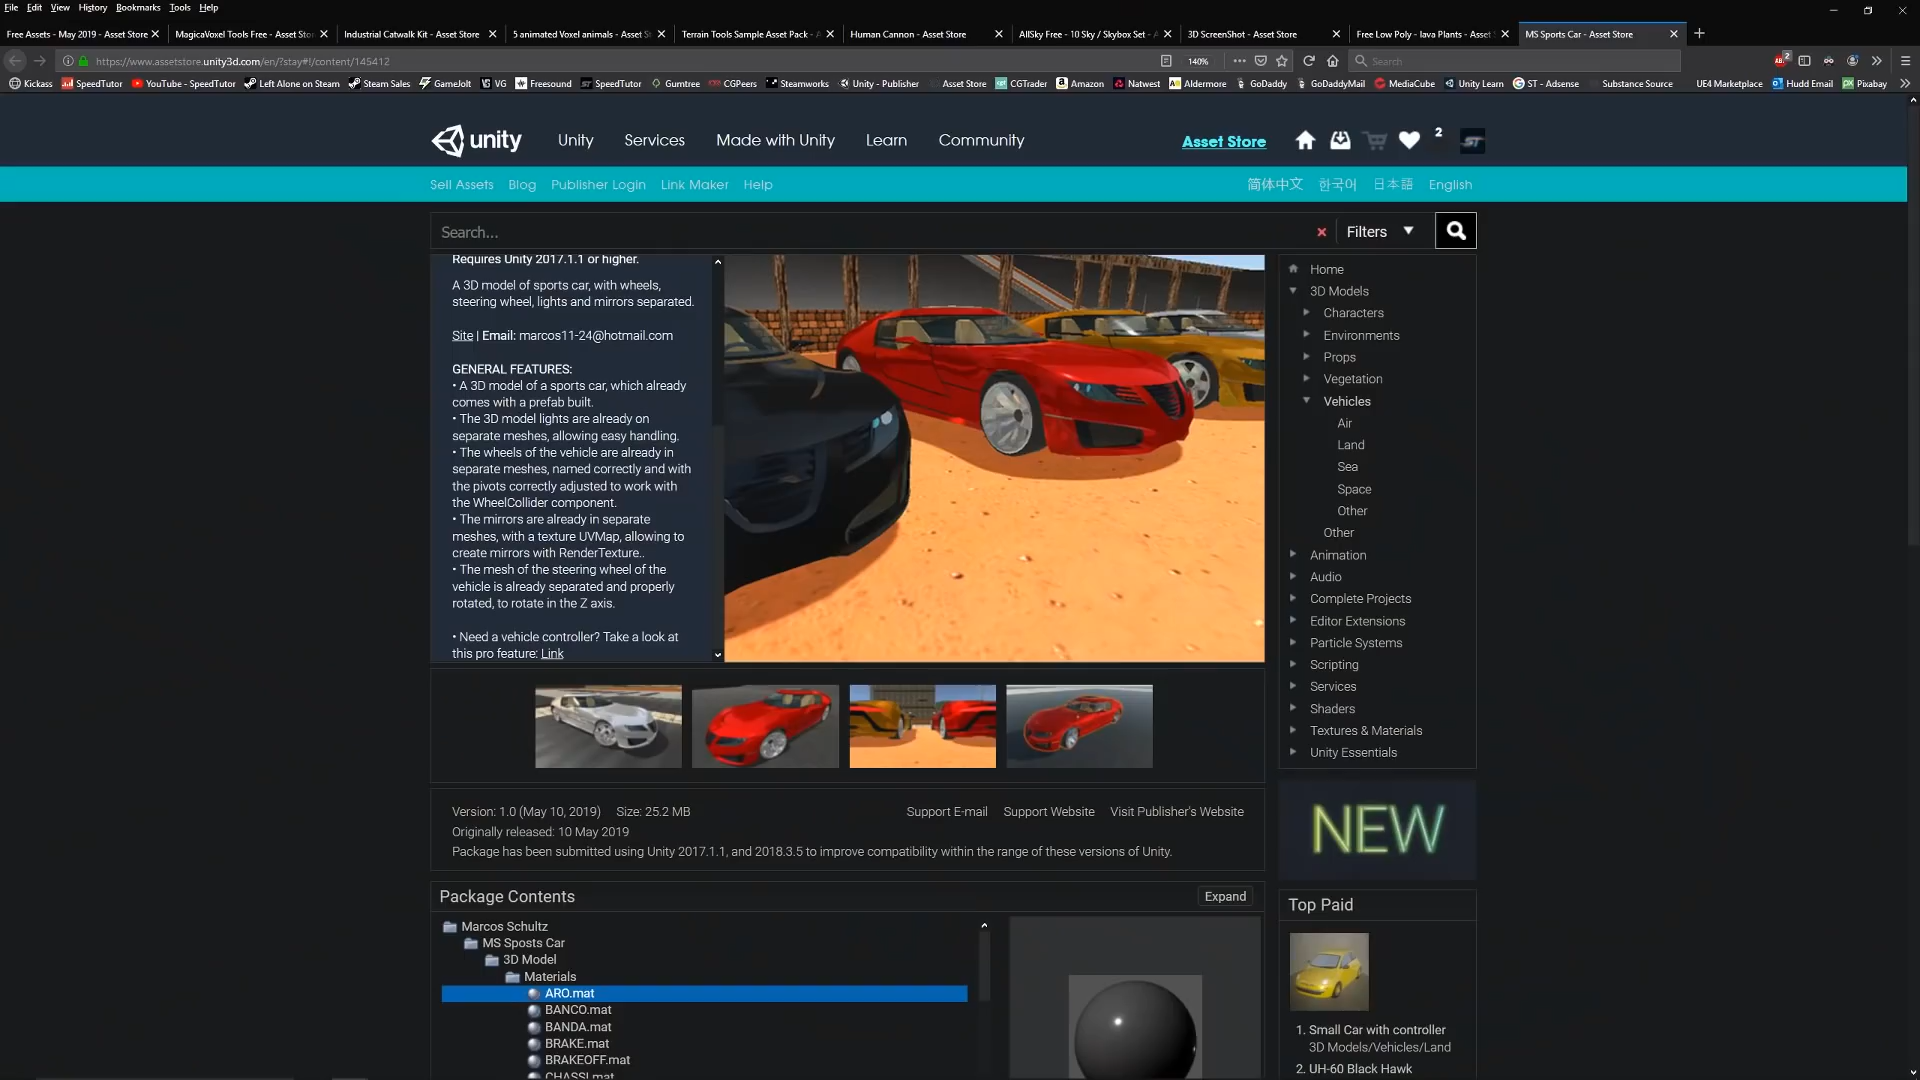 File Edit View History Bookmarks Tools Help
Free Assets - May 2019 - Asset Store
MagicaVoxel Tools Free - Asset Stor
Industrial Catwalk Kit - Asset Store
5 animated Voxel animals - Asset St
Terrain Tools Sample Asset Pack - A
Human Cannon - Asset Store
AllSky Free - 10 Sky / Skybox Set -
3D ScreenShot - Asset Store
Free Low Poly - Iava Plants - Asset
MS Sports Car - Asset Store
https://www.assetstore.unity3d.com/en/?stay#!/content/145412
140%
Search
Kickass SpeedTutor YouTube - SpeedTutor Left Alone on Steam Steam Sales GameJolt VG Freesound SpeedTutor Gumtree CGPeers Steamworks Unity - Publisher Asset Store CGTrader Amazon Natwest Aldermore GoDaddy GoDaddyMail MediaCube Unity Learn ST - Adsense Substance Source UE4 Marketplace Hudd Email Pixabay
unity Unity Services Made with Unity Learn Community Asset Store 2 ST
Sell Assets Blog Publisher Login Link Maker Help 简体中文 한국어 日本語 English
Search... Filters
Requires Unity 2017.1.1 or higher.
A 3D model of sports car, with wheels,
steering wheel, lights and mirrors separated.
Site | Email: marcos11-24@hotmail.com
GENERAL FEATURES:
• A 3D model of a sports car, which already
comes with a prefab built.
• The 3D model lights are already on
separate meshes, allowing easy handling.
• The wheels of the vehicle are already in
separate meshes, named correctly and with
the pivots correctly adjusted to work with
the WheelCollider component.
• The mirrors are already in separate
meshes, with a texture UVMap, allowing to
create mirrors with RenderTexture..
• The mesh of the steering wheel of the
vehicle is already separated and properly
rotated, to rotate in the Z axis.
• Need a vehicle controller? Take a look at
this pro feature: Link
Home
3D Models
Characters
Environments
Props
Vegetation
Vehicles
Air
Land
Sea
Space
Other
Other
Animation
Audio
Complete Projects
Editor Extensions
Particle Systems
Scripting
Services
Shaders
Textures & Materials
Unity Essentials
Version: 1.0 (May 10, 2019) Size: 25.2 MB Support E-mail Support Website Visit Publisher's Website
Originally released: 10 May 2019
Package has been submitted using Unity 2017.1.1, and 2018.3.5 to improve compatibility within the range of these versions of Unity.
NEW
Package Contents Expand
Marcos Schultz
MS Sposts Car
3D Model
Materials
ARO.mat
BANCO.mat
BANDA.mat
BRAKE.mat
BRAKEOFF.mat
CHASSI.mat
Top Paid
1. Small Car with controller
3D Models/Vehicles/Land
2. UH-60 Black Hawk